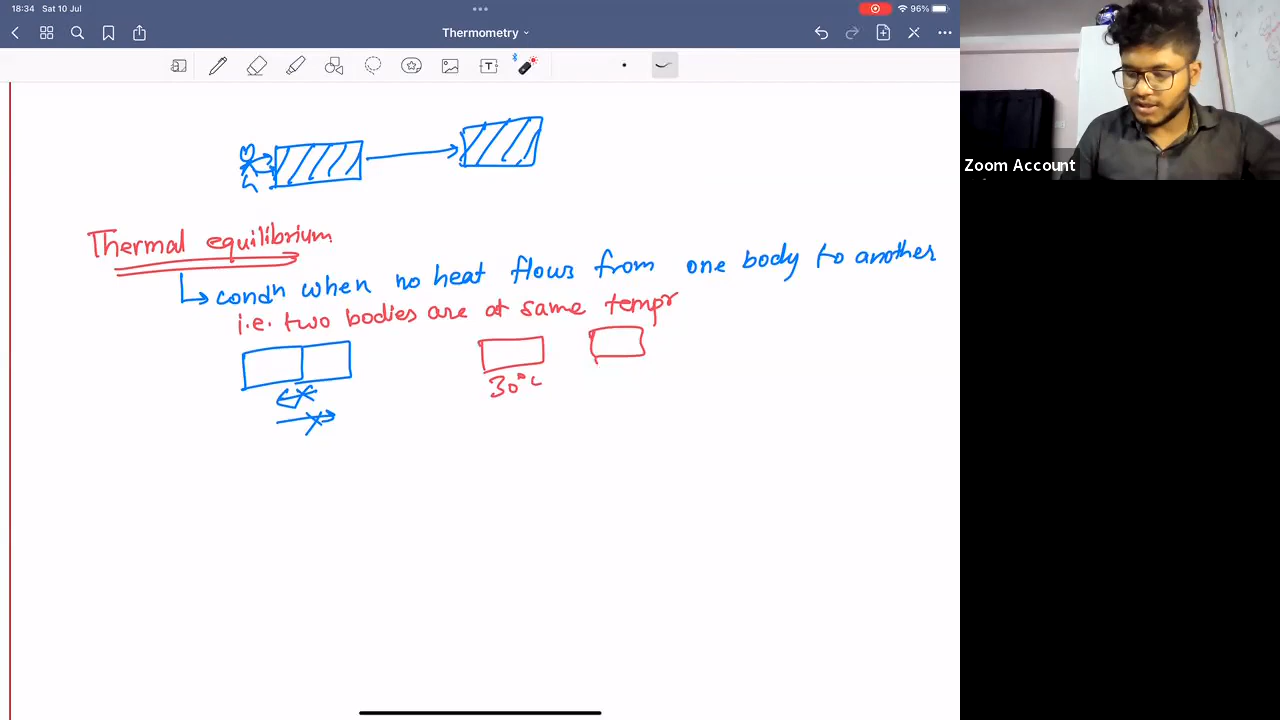 18:34 Sat 10 Jul
96%
Thermometry
T
Zoom Account
Thermal equilibrium
condn when no heat flows from one body to another
i.e. two bodies are at same tempr
30°C